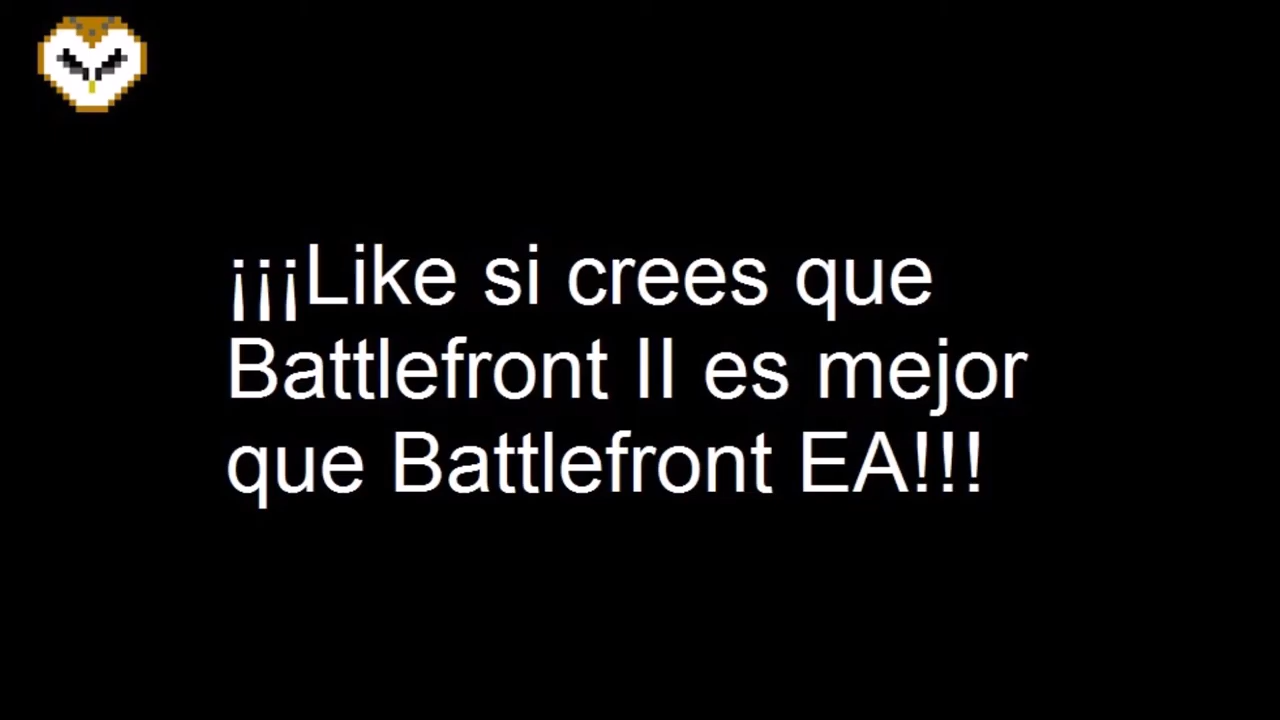 ¡¡¡Like si crees que
Battlefront II es mejor
que Battlefront EA!!!